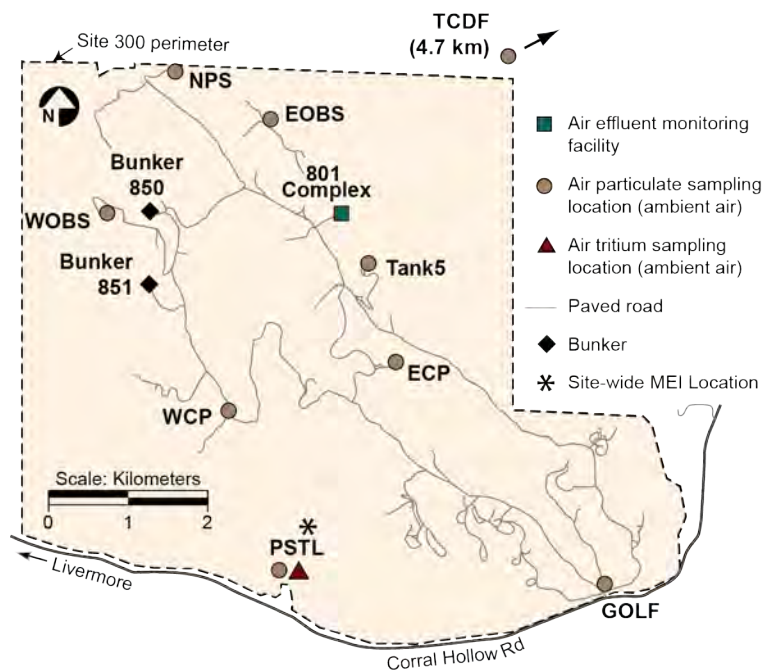 TCDF
(4.7 km)
Site 300 perimeter
NPS
N
EOBS
Air effluent monitoring
facility
Bunker
850
801
Complex
Air particulate sampling
location (ambient air)
WOBS
Bunker
851
Tank5
Air tritium sampling
location (ambient air)
Paved road
Bunker
ECP
Site-wide MEI Location
WCP
Scale: Kilometers
0 1 2
PSTL
Livermore
GOLF
Corral Hollow Rd